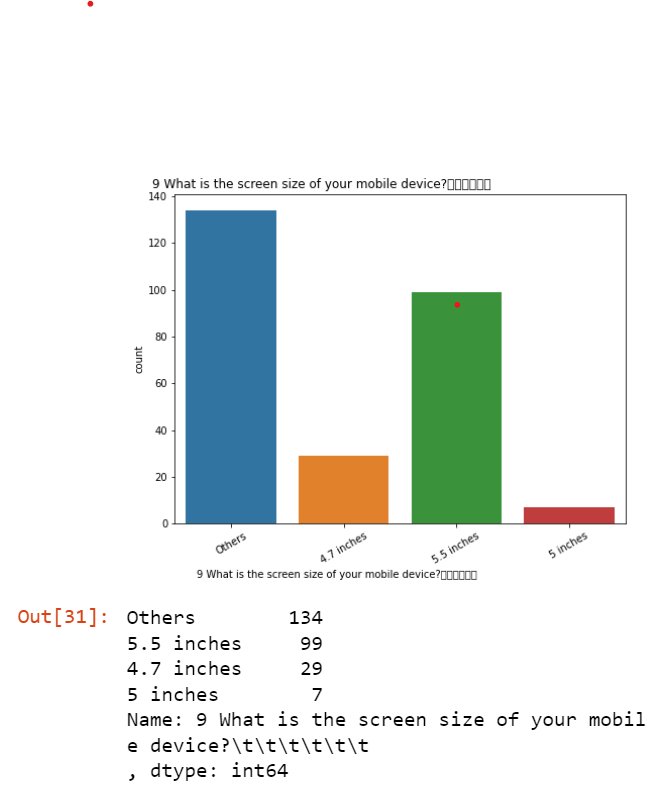 9 What is the screen size of your mobile device?▯▯▯▯▯▯
140
120
100
80
60
40
20
0
count
Others
4.7 inches
5.5 inches
5 inches
9 What is the screen size of your mobile device?▯▯▯▯▯▯
Out[31]: Others 134
5.5 inches 99
4.7 inches 29
5 inches 7
Name: 9 What is the screen size of your mobil
e device?\t\t\t\t\t\t
, dtype: int64